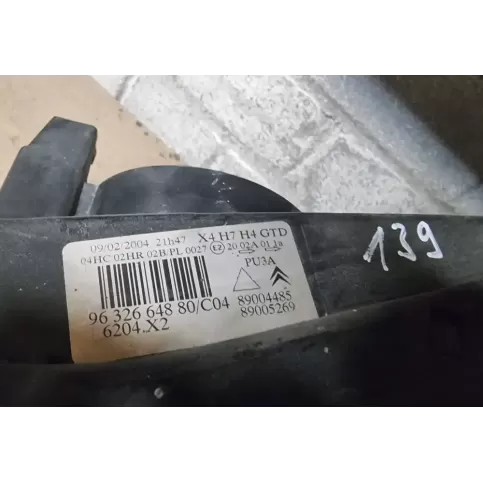 09/02/2004 21h47 X4 H7 H4 GTD
04HC 02HR 02B/PL 0027 E2 20 02A 01 18
PU3A
96 326 648 80/C04 89004485
6204.X2 89005269
139